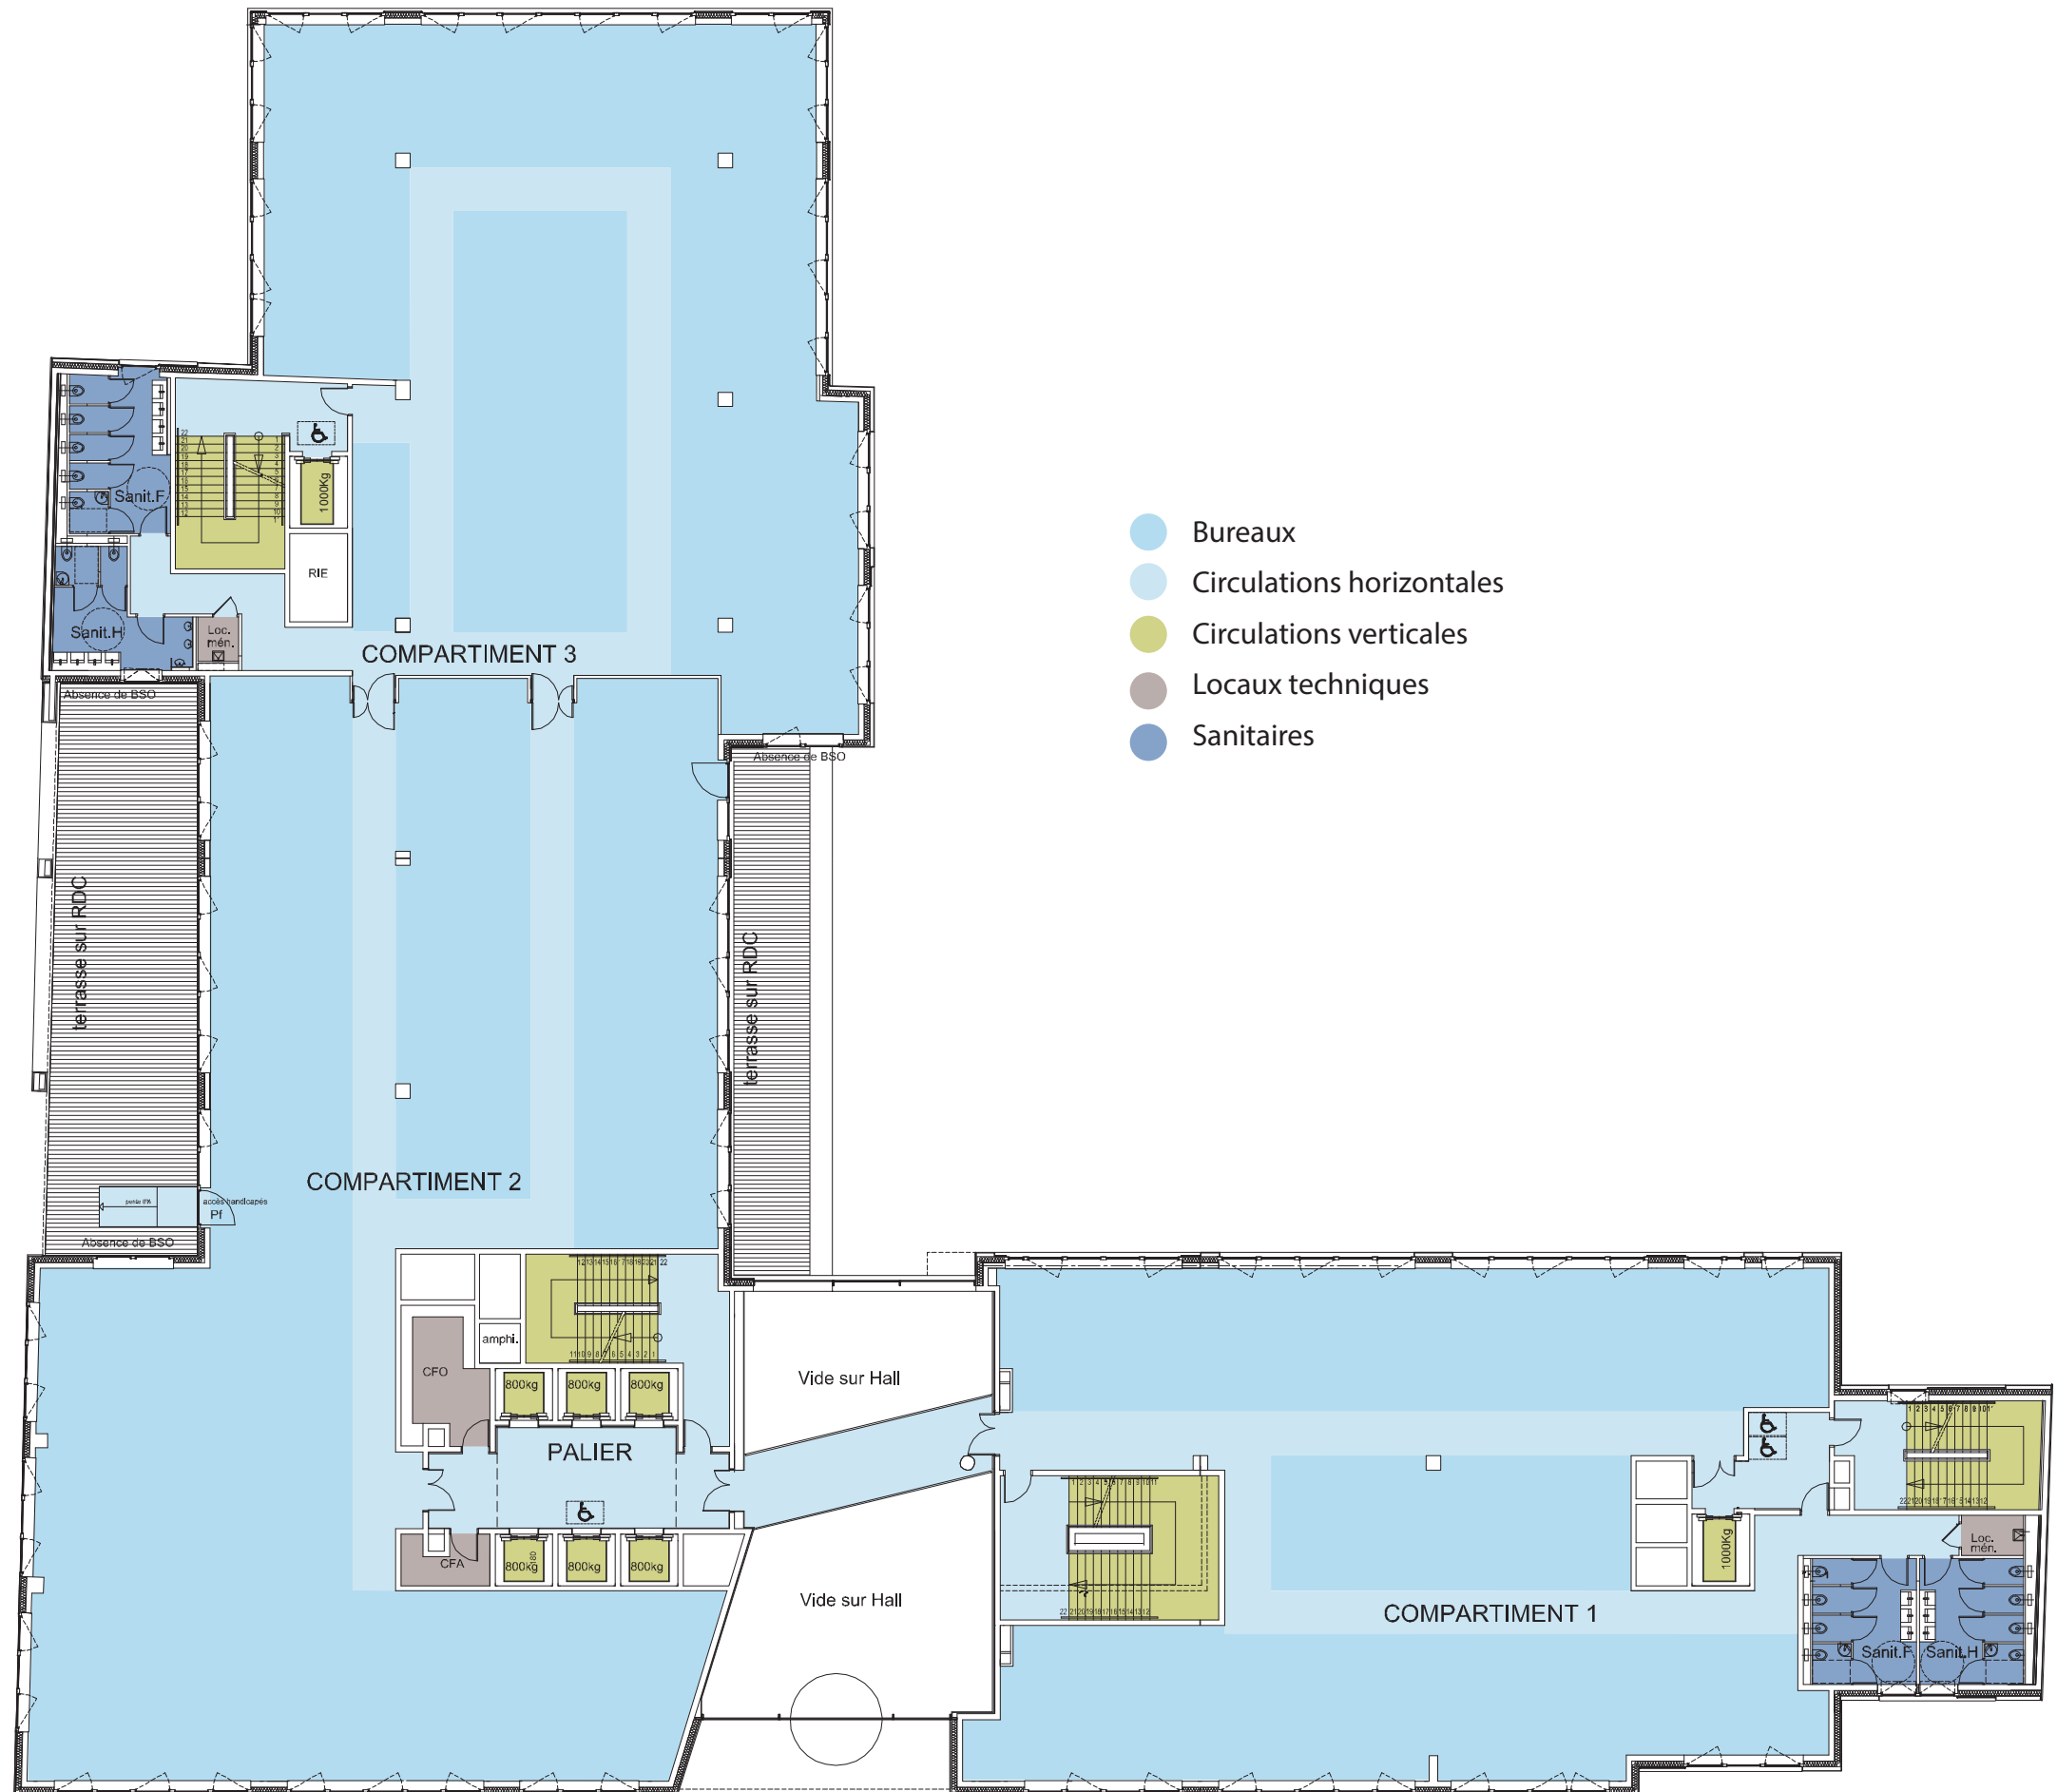 1000Kg
Sanit.F
RIE
Sanit.H
Loc.
mén.
COMPARTIMENT 3
Absence de BSO
Absence de BSO
terrasse sur RDC
terrasse sur RDC
Bureaux
Circulations horizontales
Circulations verticales
Locaux techniques
Sanitaires
COMPARTIMENT 2
accès handicapés
Pf
Absence de BSO
amphi.
CFO
800kg
800kg
800kg
Vide sur Hall
PALIER
CFA
800kg
180
800kg
800kg
Vide sur Hall
1000Kg
Loc.
mén.
COMPARTIMENT 1
Sanit.F
Sanit.H